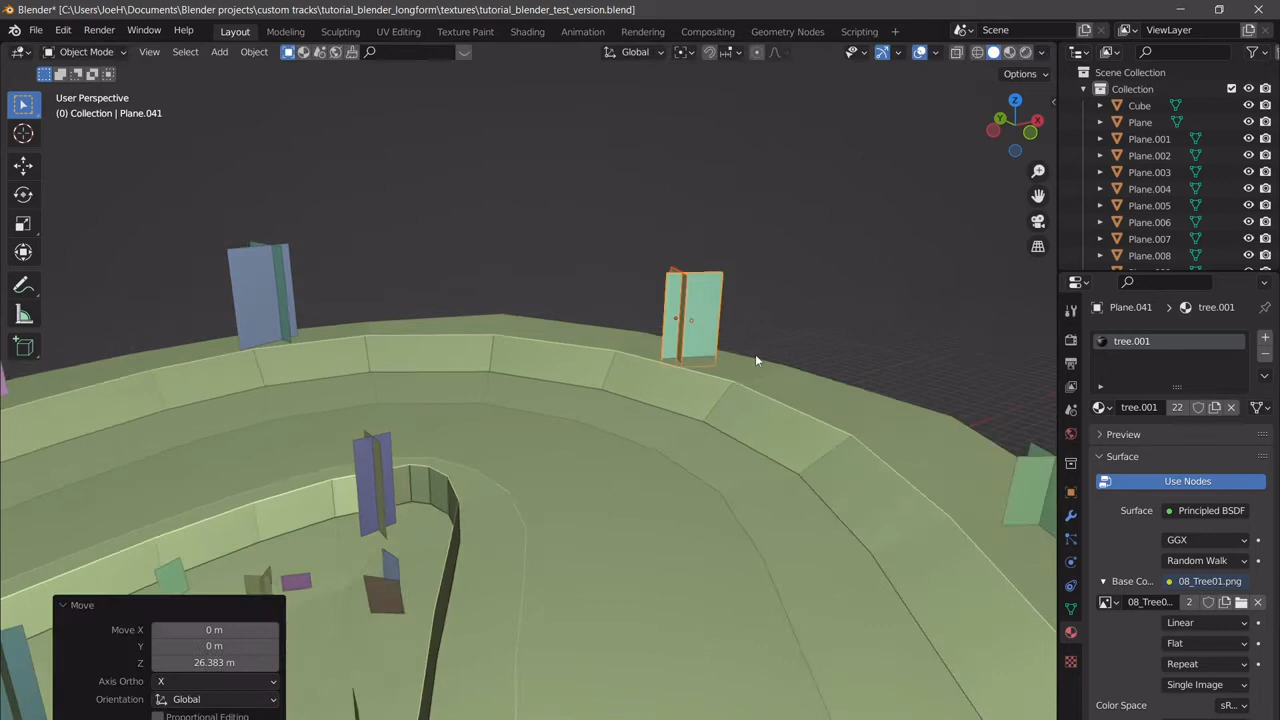 Blender* [C:\Users\JoeH\Documents\Blender projects\custom tracks\tutorial_blender_longform\textures\tutorial_blender_test_version.blend]
File Edit Render Window Help Layout Modeling Sculpting UV Editing Texture Paint Shading Animation Rendering Compositing Geometry Nodes Scripting + Scene ViewLayer
Object Mode View Select Add Object Global
Options
User Perspective
(0) Collection | Plane.041
Z
Y
X
Scene Collection
Collection
Cube
Plane
Plane.001
Plane.002
Plane.003
Plane.004
Plane.005
Plane.006
Plane.007
Plane.008
Plane.041 tree.001
tree.001
tree.001 22
Preview
Surface
Use Nodes
Surface Principled BSDF
GGX
Random Walk
Base Co... 08_Tree01.png
08_Tree0... 2
Linear
Flat
Repeat
Single Image
Color Space sR...
Move
Move X 0 m
Y 0 m
Z 26.383 m
Axis Ortho X
Orientation Global
Proportional Editing